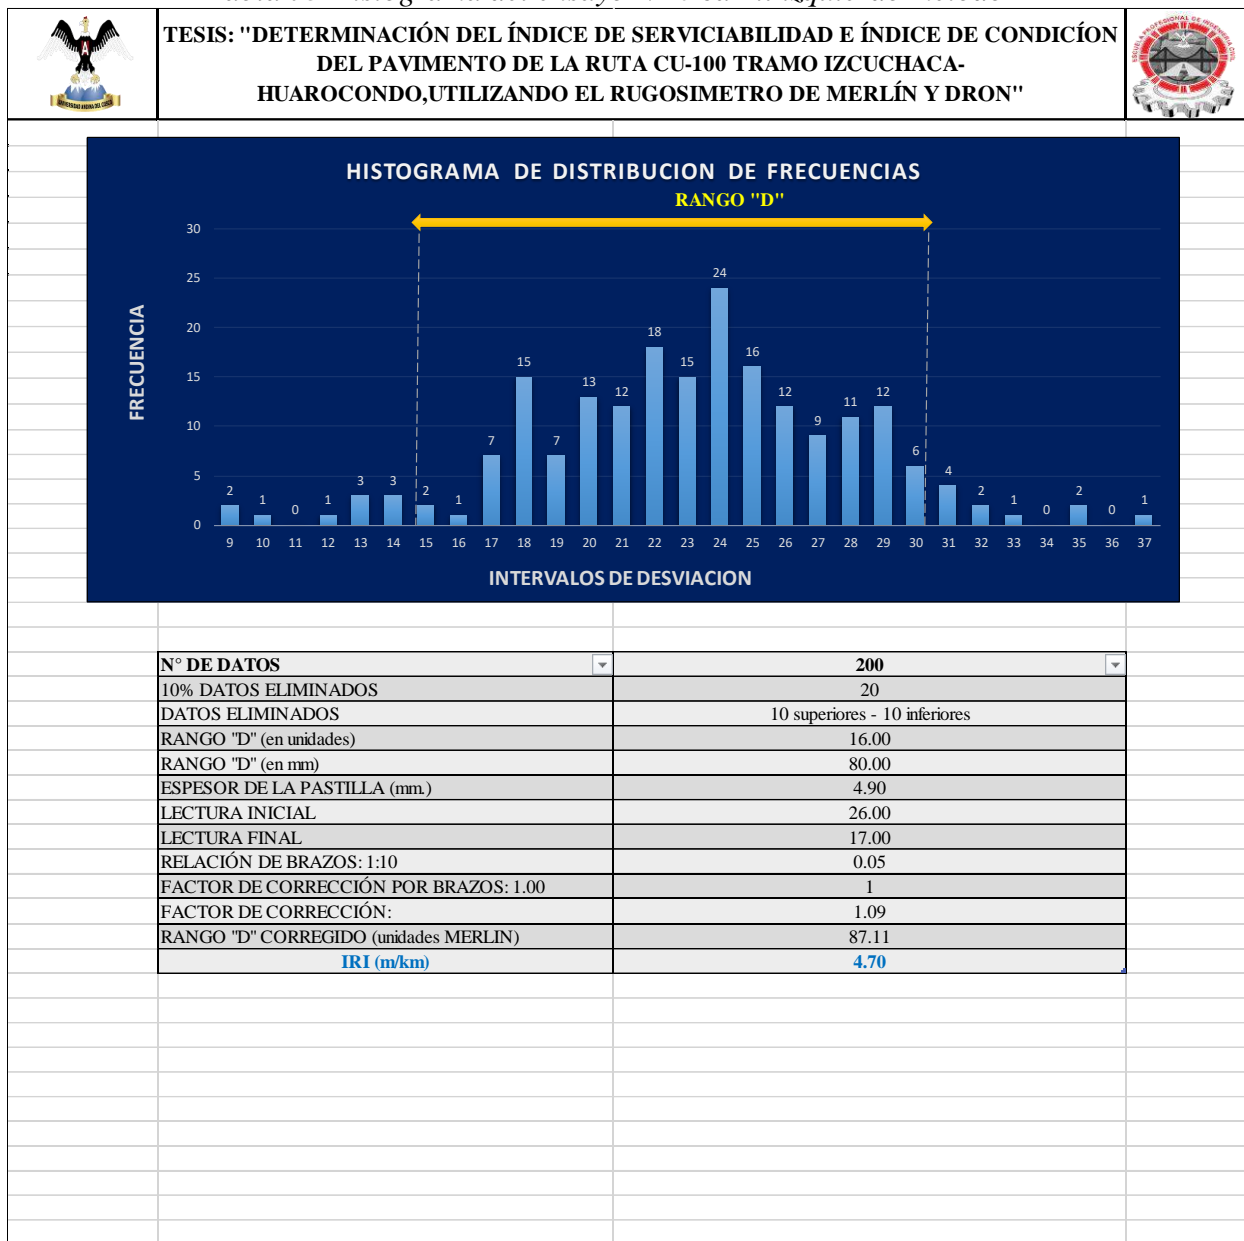 TESIS: "DETERMINACIÓN DEL ÍNDICE DE SERVICIABILIDAD E ÍNDICE DE CONDICÍON
DEL PAVIMENTO DE LA RUTA CU-100 TRAMO IZCUCHACA-
HUAROCONDO,UTILIZANDO EL RUGOSIMETRO DE MERLÍN Y DRON"
UNIVERSIDAD ANDINA DEL CUSCO
HISTOGRAMA DE DISTRIBUCION DE FRECUENCIAS
RANGO "D"
FRECUENCIA
30
25
20
15
10
5
0
2 1 0 1 3 3 2 1 7 15 7 13 12 18 15 24 16 12 9 11 12 6 4 2 1 0 2 0 1
9 10 11 12 13 14 15 16 17 18 19 20 21 22 23 24 25 26 27 28 29 30 31 32 33 34 35 36 37
INTERVALOS DE DESVIACION
N° DE DATOS 200
10% DATOS ELIMINADOS 20
DATOS ELIMINADOS 10 superiores - 10 inferiores
RANGO "D" (en unidades) 16.00
RANGO "D" (en mm) 80.00
ESPESOR DE LA PASTILLA (mm.) 4.90
LECTURA INICIAL 26.00
LECTURA FINAL 17.00
RELACIÓN DE BRAZOS: 1:10 0.05
FACTOR DE CORRECCIÓN POR BRAZOS: 1.00 1
FACTOR DE CORRECCIÓN: 1.09
RANGO "D" CORREGIDO (unidades MERLIN) 87.11
IRI (m/km) 4.70